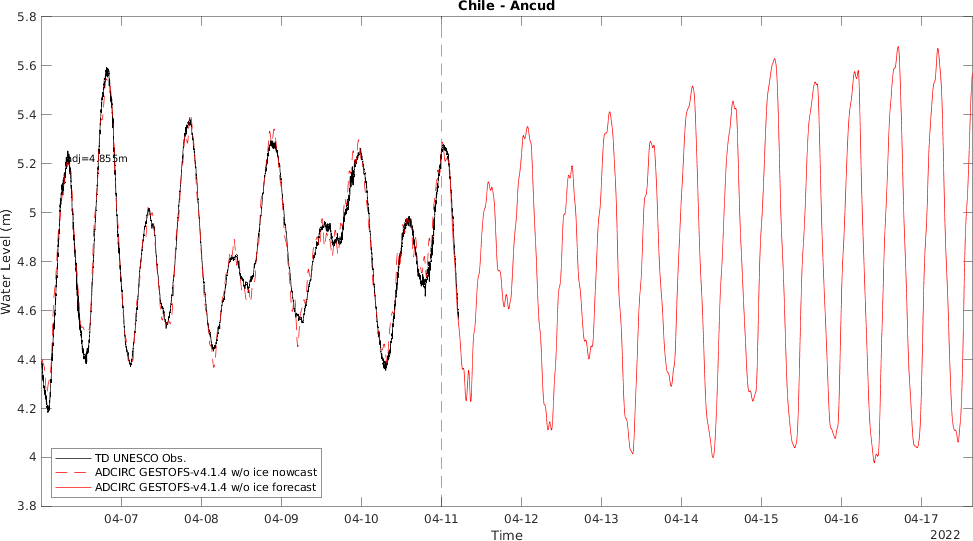 Chile - Ancud
5.8
5.6
5.4
5.2
5
4.8
4.6
4.4
4.2
4
3.8
Water Level (m)
adj=4.855m
TD UNESCO Obs.
ADCIRC GESTOFS-v4.1.4 w/o ice nowcast
ADCIRC GESTOFS-v4.1.4 w/o ice forecast
04-07 04-08 04-09 04-10 04-11 04-12 04-13 04-14 04-15 04-16 04-17
Time
2022